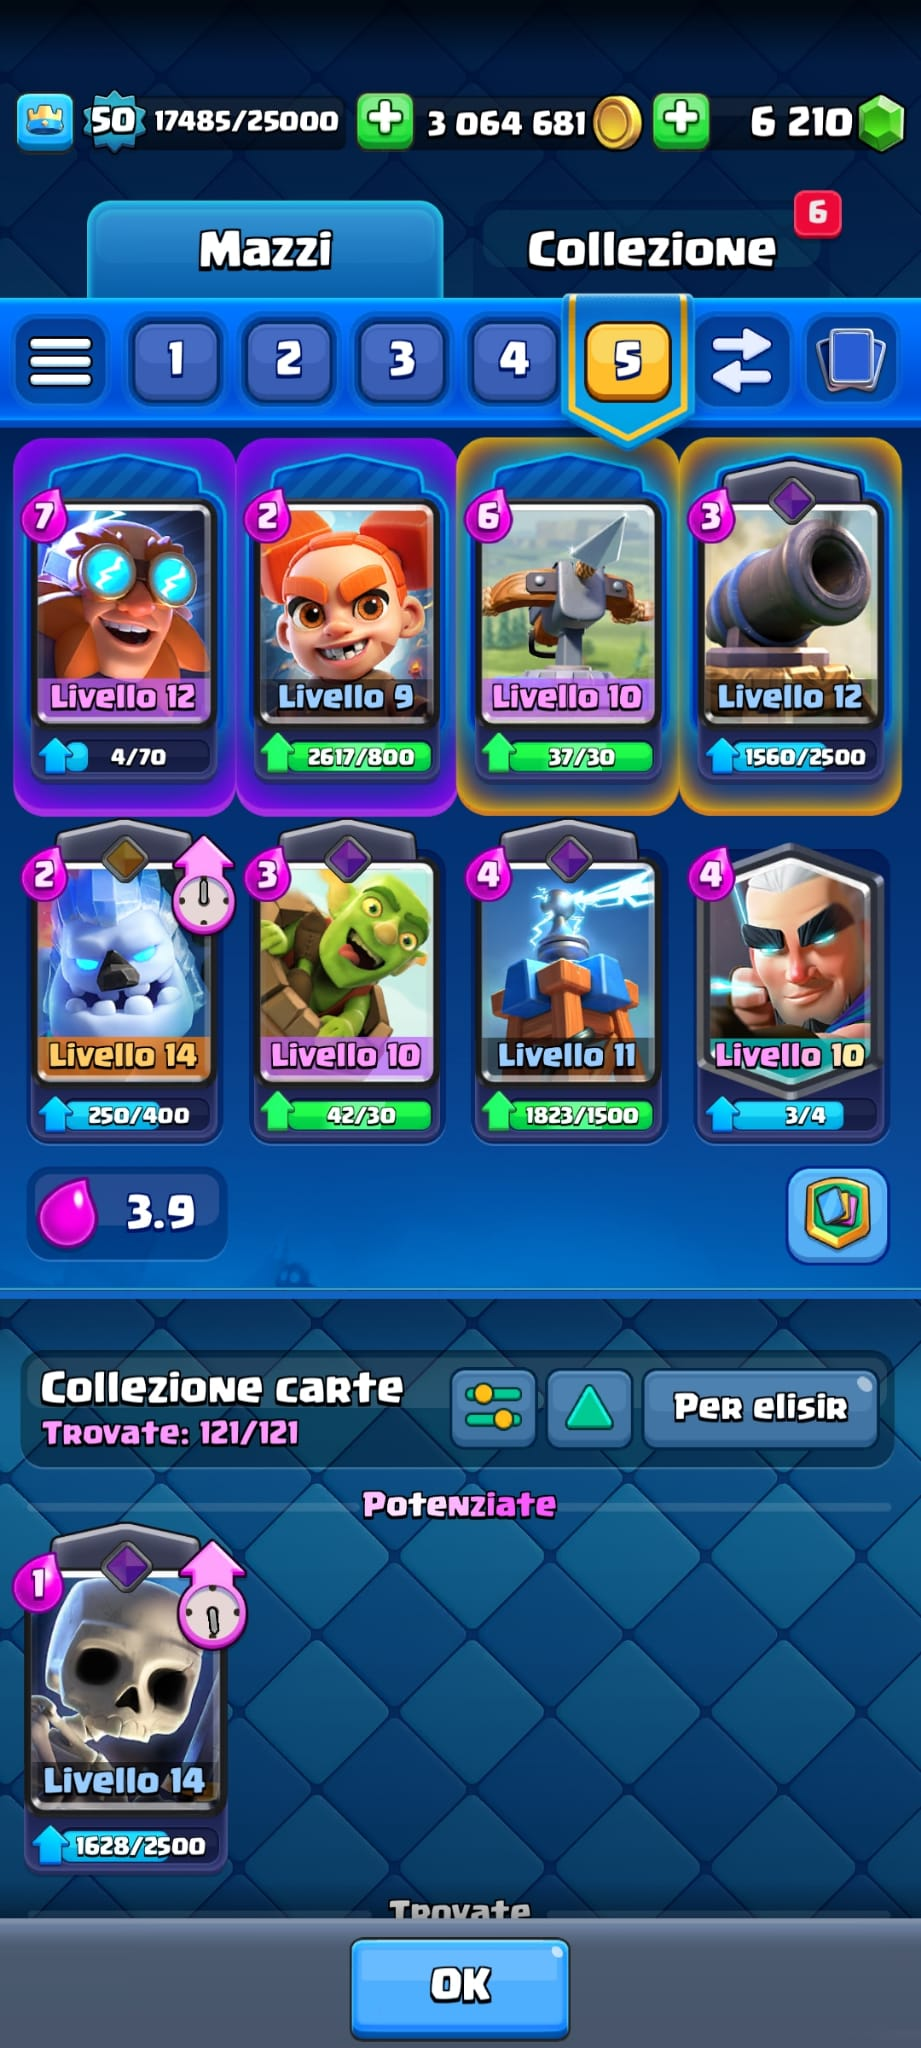 50 17485/25000 3 064 681 6 210
Mazzi Collezione 6
1 2 3 4 5
7 2 6 3
Livello 12 Livello 9 Livello 10 Livello 12
4/70 2617/800 37/30 1560/2500
2 3 4 4
Livello 14 Livello 10 Livello 11 Livello 10
250/400 42/30 1823/1500 3/4
3.9
Collezione carte
Trovate: 121/121
Per elisir
Potenziate
1
Livello 14
1628/2500
Trovate
OK